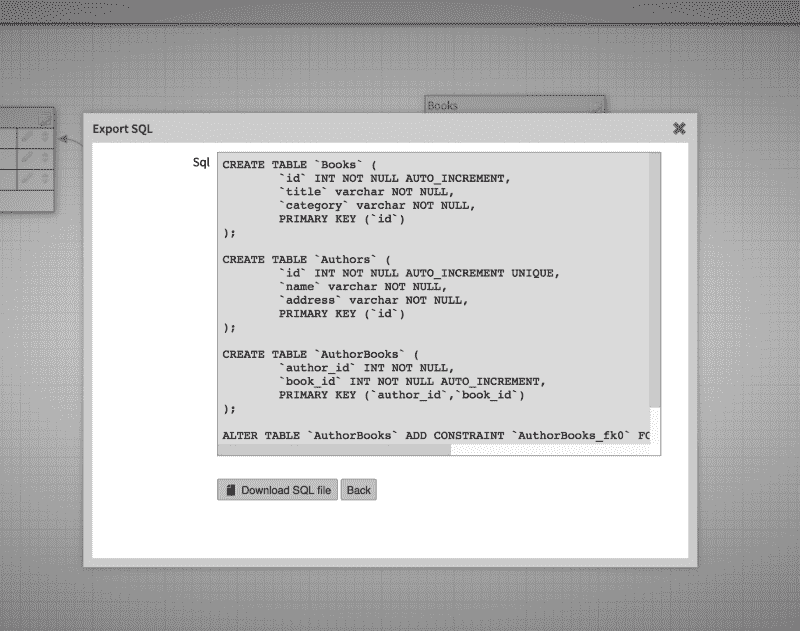 Books
Export SQL
Sql
CREATE TABLE `Books` (
`id` INT NOT NULL AUTO_INCREMENT,
`title` varchar NOT NULL,
`category` varchar NOT NULL,
PRIMARY KEY (`id`)
);
CREATE TABLE `Authors` (
`id` INT NOT NULL AUTO_INCREMENT UNIQUE,
`name` varchar NOT NULL,
`address` varchar NOT NULL,
PRIMARY KEY (`id`)
);
CREATE TABLE `AuthorBooks` (
`author_id` INT NOT NULL,
`book_id` INT NOT NULL AUTO_INCREMENT,
PRIMARY KEY (`author_id`,`book_id`)
);
ALTER TABLE `AuthorBooks` ADD CONSTRAINT `AuthorBooks_fk0` FO
Download SQL file
Back